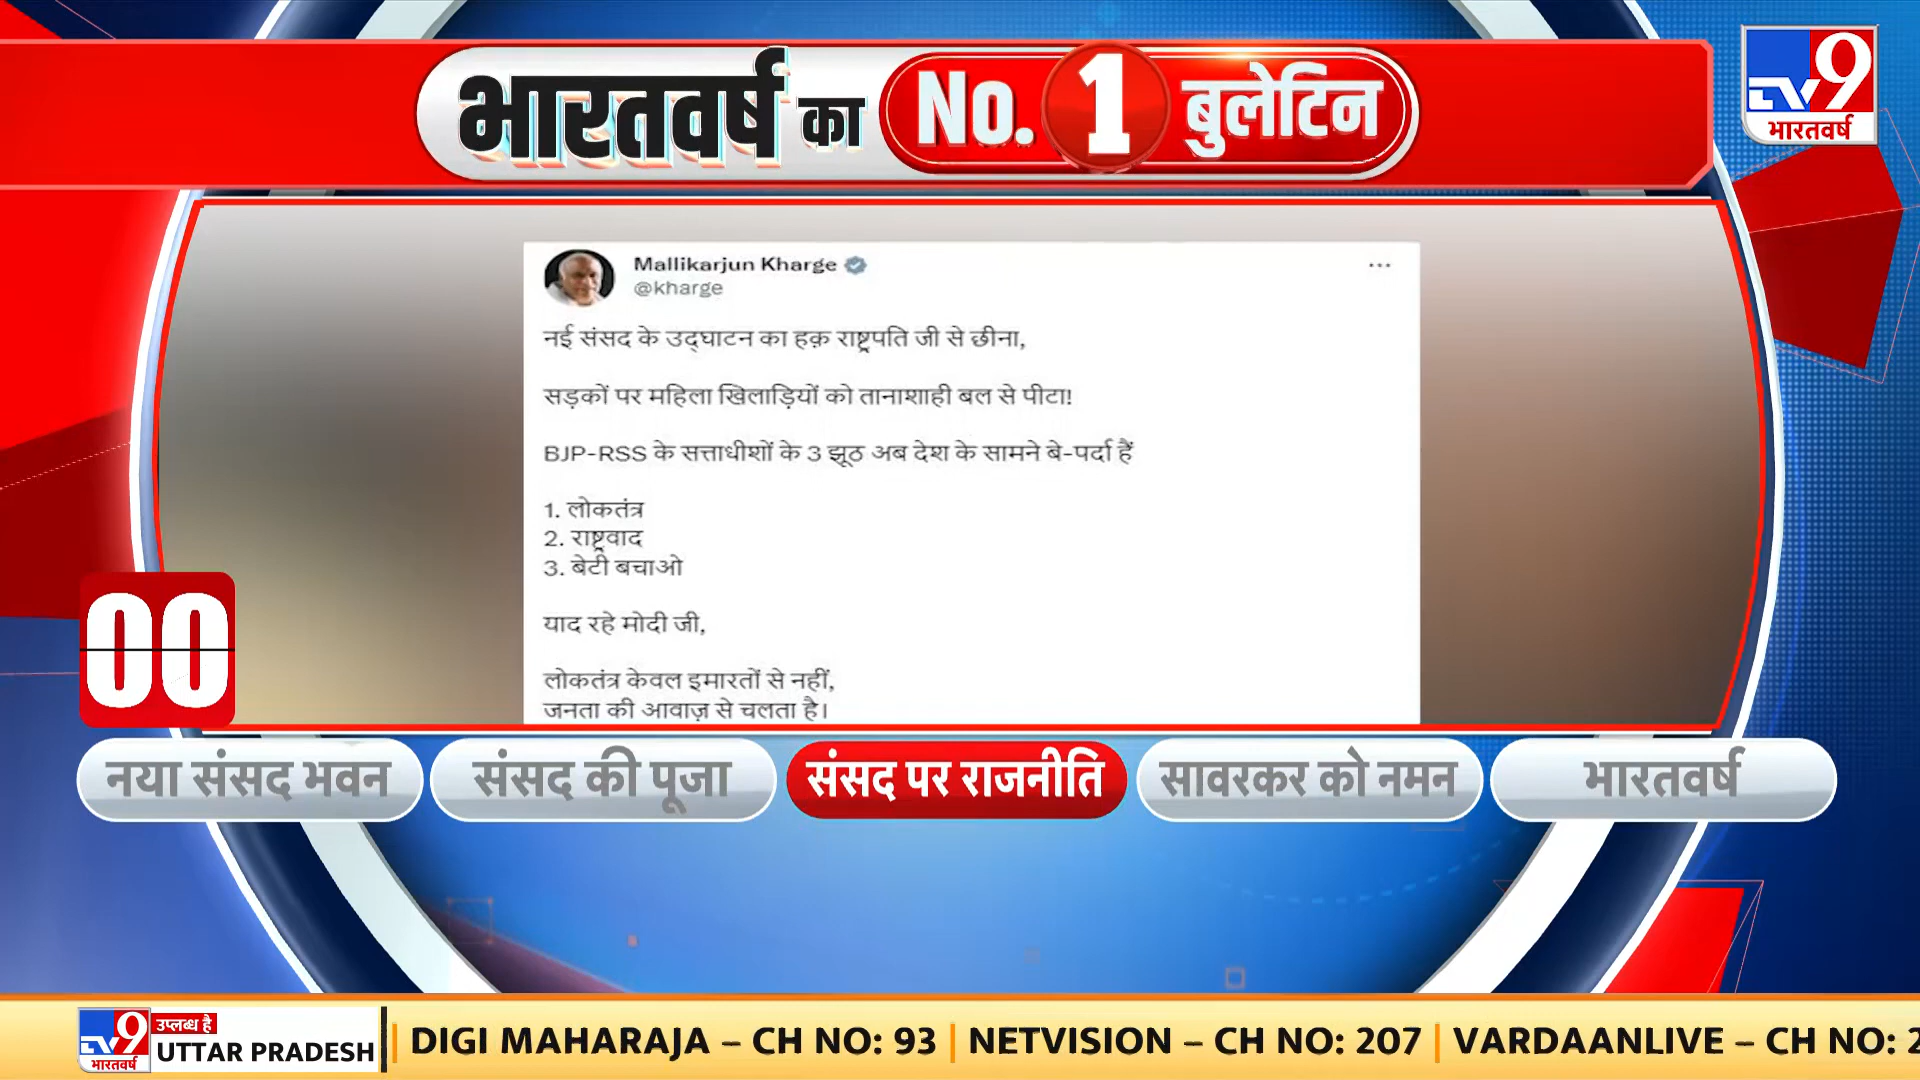 भारतवर्ष का No. 1 बुलेटिन
TV9
भारतवर्ष
Mallikarjun Kharge
@kharge
नई संसद के उद्घाटन का हक़ राष्ट्रपति जी से छीना,
सड़कों पर महिला खिलाड़ियों को तानाशाही बल से पीटा!
BJP-RSS के सत्ताधीशों के 3 झूठ अब देश के सामने बे-पर्दा हैं
1. लोकतंत्र
2. राष्ट्रवाद
3. बेटी बचाओ
याद रहे मोदी जी,
लोकतंत्र केवल इमारतों से नहीं,
जनता की आवाज़ से चलता है।
00
नया संसद भवन
संसद की पूजा
संसद पर राजनीति
सावरकर को नमन
भारतवर्ष
TV9
भारतवर्ष
उप्लब्ध है
UTTAR PRADESH
DIGI MAHARAJA – CH NO: 93 | NETVISION – CH NO: 207 | VARDAANLIVE – CH NO: 2